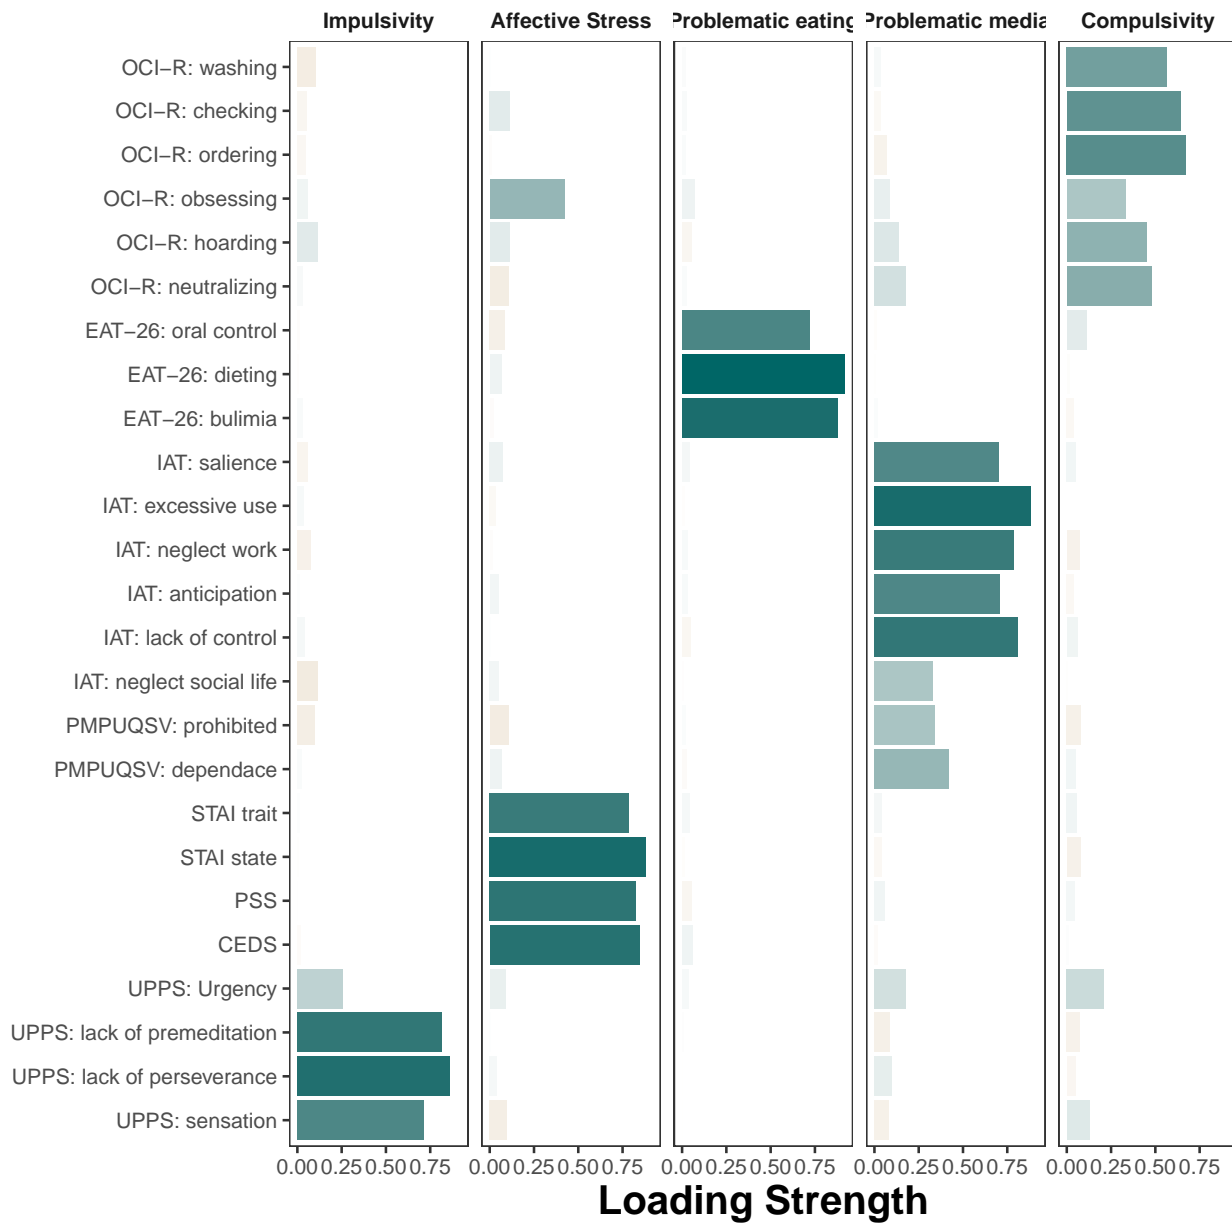 Impulsivity Affective Stress Problematic eating Problematic media Compulsivity
OCI−R: washing
OCI−R: checking
OCI−R: ordering
OCI−R: obsessing
OCI−R: hoarding
OCI−R: neutralizing
EAT−26: oral control
EAT−26: dieting
EAT−26: bulimia
IAT: salience
IAT: excessive use
IAT: neglect work
IAT: anticipation
IAT: lack of control
IAT: neglect social life
PMPUQSV: prohibited
PMPUQSV: dependace
STAI trait
STAI state
PSS
CEDS
UPPS: Urgency
UPPS: lack of premeditation
UPPS: lack of perseverance
UPPS: sensation
0.00 0.25 0.50 0.75 0.00 0.25 0.50 0.75 0.00 0.25 0.50 0.75 0.00 0.25 0.50 0.75 0.00 0.25 0.50 0.75
Loading Strength